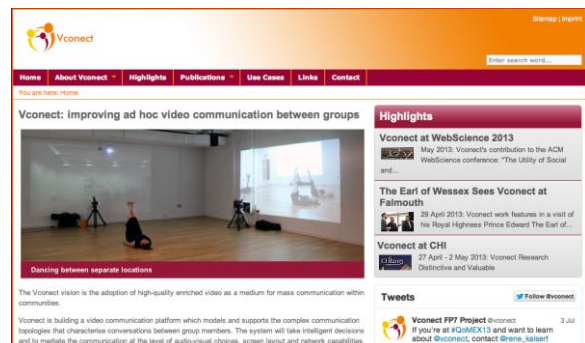 Sitemap | Imprint
Vconect
Enter search word...
Home About Vconect Highlights Publications Use Cases Links Contact
You are here: Home
Vconect: improving ad hoc video communication between groups
Dancing between separate locations
The Vconect vision is the adoption of high-quality enriched video as a medium for mass communication within
communities.
Vconect is building a video communication platform which models and supports the complex communication
topologies that characterise conversations between group members. The system will take intelligent decisions
and to mediate the communication at the level of audio-visual choices, screen layout and network capabilities.
Highlights
Vconect at WebScience 2013
May 2013: Vconect's contribution to the ACM
WebScience conference: "The Utility of Social
and...
The Earl of Wessex Sees Vconect at
Falmouth
29 April 2013: Vconect work features in a visit of
his Royal Highness Prince Edward The Earl of...
Vconect at CHI
27 April - 2 May 2013: Vconect Research
Distinctive and Valuable
Tweets
Follow @vconect
Vconect FP7 Project @vconect 3 Jul
If you're at #QoMEX13 and want to learn
about @vconect, contact @rene_kaiser!